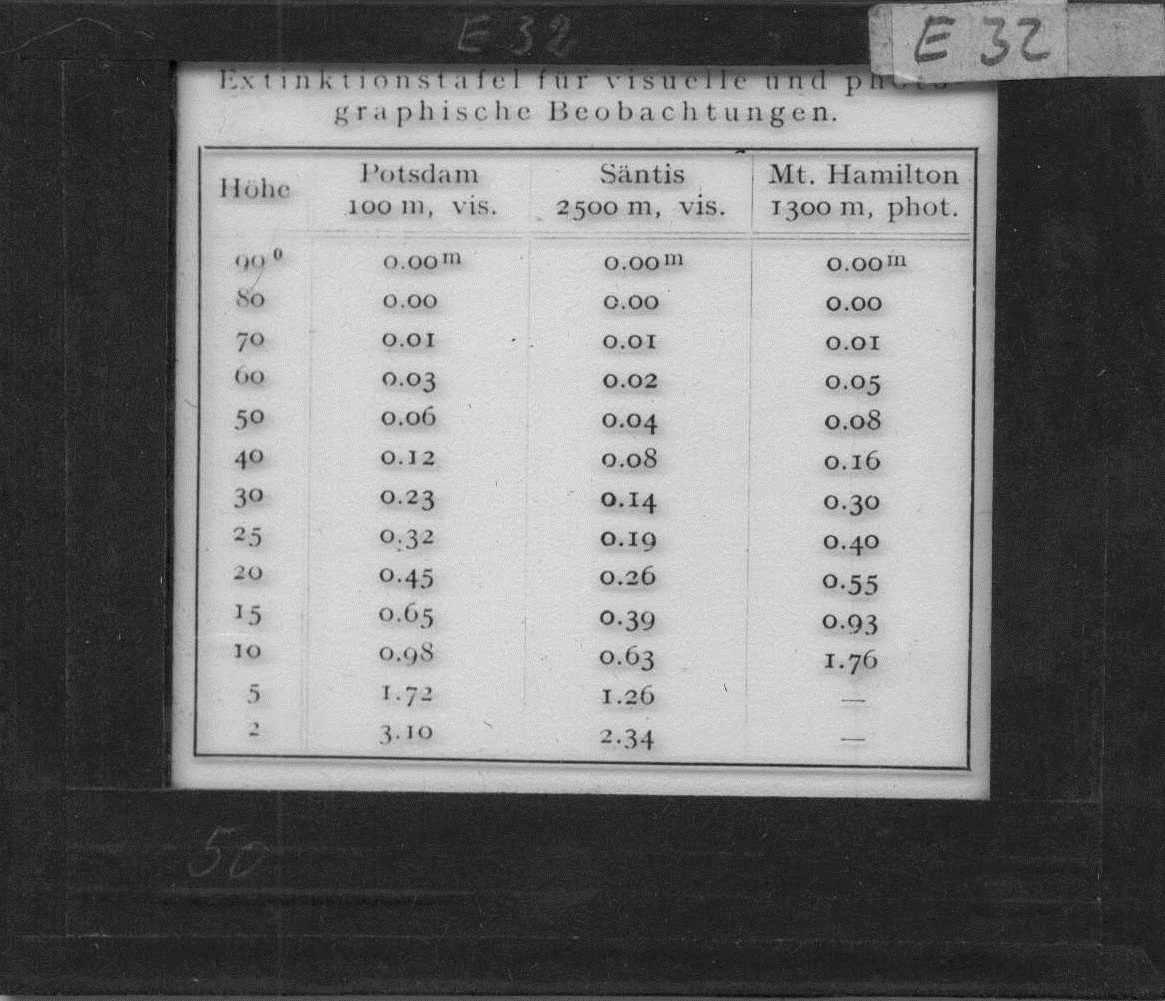 E 32
E 32
Extinktionstafel für visuelle und photo
graphische Beobachtungen.
Höhe Potsdam Säntis Mt. Hamilton
100 m, vis. 2500 m, vis. 1300 m, phot.
90° 0.00m 0.00m 0.00m
80 0.00 0.00 0.00
70 0.01 0.01 0.01
60 0.03 0.02 0.05
50 0.06 0.04 0.08
40 0.12 0.08 0.16
30 0.23 0.14 0.30
25 0.32 0.19 0.40
20 0.45 0.26 0.55
15 0.65 0.39 0.93
10 0.98 0.63 1.76
5 1.72 1.26 —
2 3.10 2.34 —
50